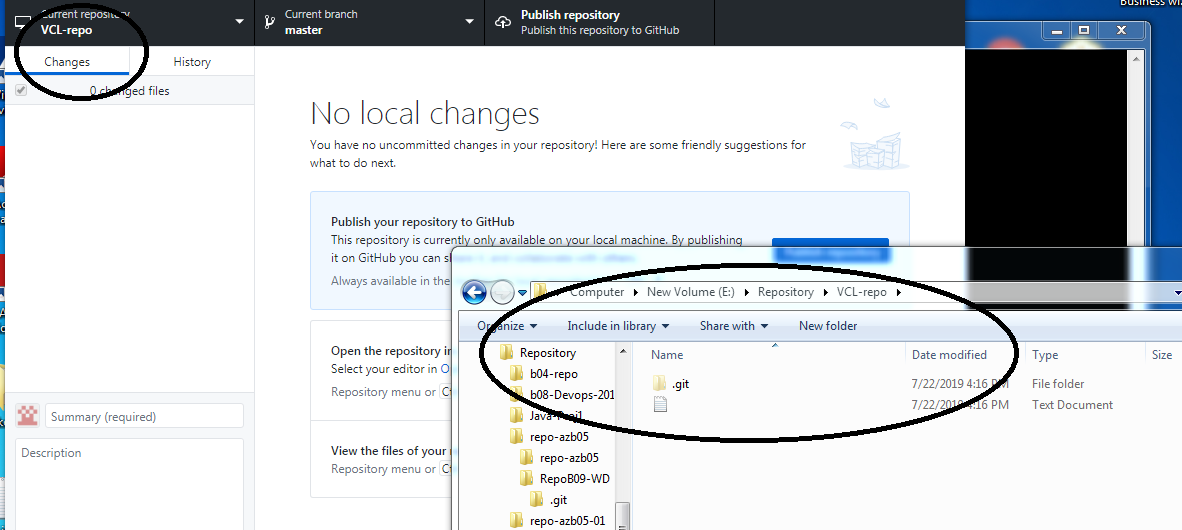 Business wi
Current repository
VCL-repo
Current branch
master
Publish repository
Publish this repository to GitHub
Changes
History
0 changed files
No local changes
You have no uncommitted changes in your repository! Here are some friendly suggestions for
what to do next.
Publish your repository to GitHub
This repository is currently only available on your local machine. By publishing
it on GitHub you can
Always available in the
Open the repository in
Select your editor in O
Repository menu or
View the files of your
Repository menu or
Summary (required)
Description
Computer
New Volume (E:)
Repository
VCL-repo
Organize
Include in library
Share with
New folder
Repository
b04-repo
b08-Devops-201
Java-Proj1
repo-azb05
repo-azb05
RepoB09-WD
.git
repo-azb05-01
Name
Date modified
Type
Size
.git
7/22/2019 4:16 PM
File folder
7/22/2019 4:16 PM
Text Document